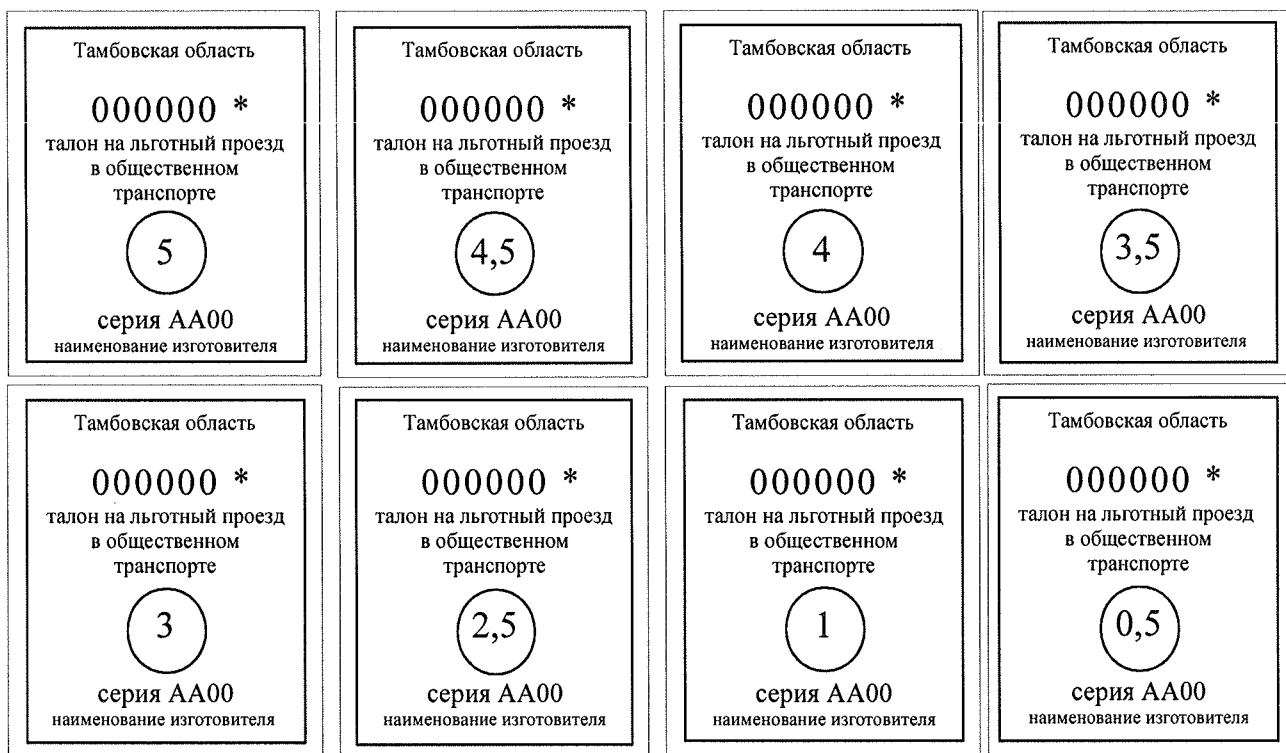 Тамбовская область
000000 *
талон на льготный проезд
в общественном
транспорте
5
серия АА00
наименование изготовителя
Тамбовская область
000000 *
талон на льготный проезд
в общественном
транспорте
4,5
серия АА00
наименование изготовителя
Тамбовская область
000000 *
талон на льготный проезд
в общественном
транспорте
4
серия АА00
наименование изготовителя
Тамбовская область
000000 *
талон на льготный проезд
в общественном
транспорте
3,5
серия АА00
наименование изготовителя
Тамбовская область
000000 *
талон на льготный проезд
в общественном
транспорте
3
серия АА00
наименование изготовителя
Тамбовская область
000000 *
талон на льготный проезд
в общественном
транспорте
2,5
серия АА00
наименование изготовителя
Тамбовская область
000000 *
талон на льготный проезд
в общественном
транспорте
1
серия АА00
наименование изготовителя
Тамбовская область
000000 *
талон на льготный проезд
в общественном
транспорте
0,5
серия АА00
наименование изготовителя